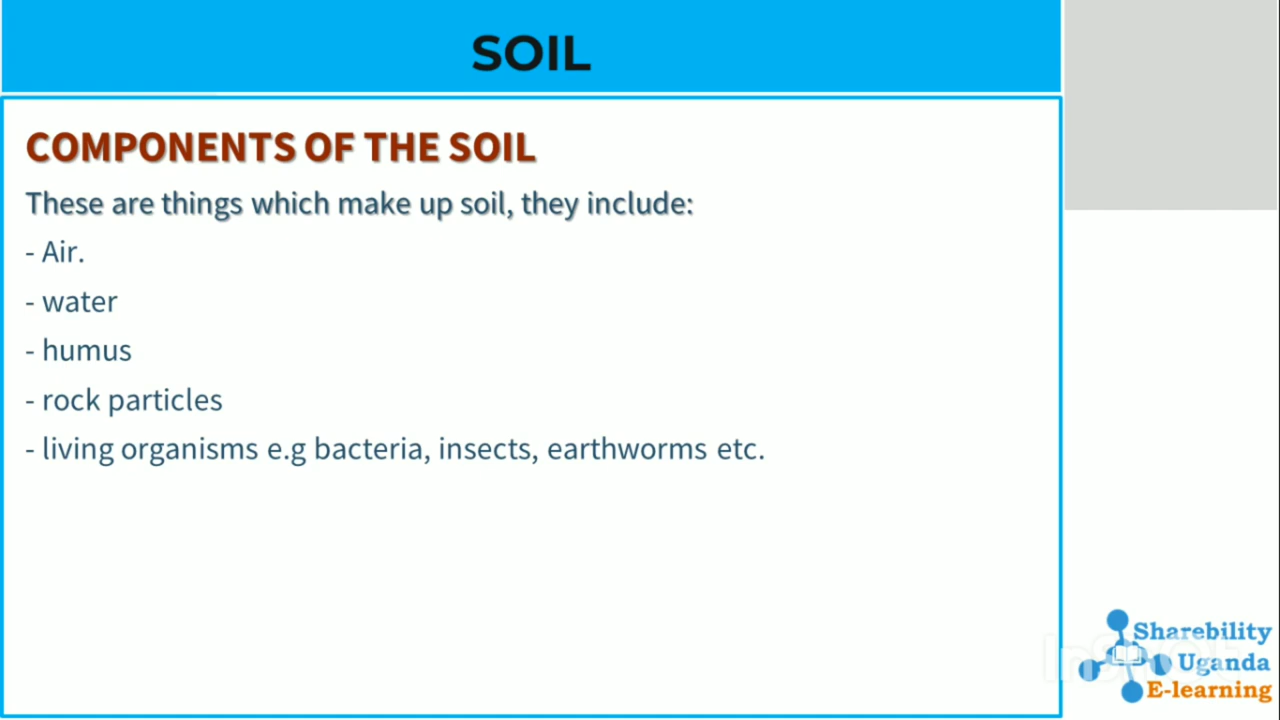 SOIL
COMPONENTS OF THE SOIL
These are things which make up soil, they include:
- Air.
- water
- humus
- rock particles
- living organisms e.g bacteria, insects, earthworms etc.
Sharebility
Uganda
E-learning